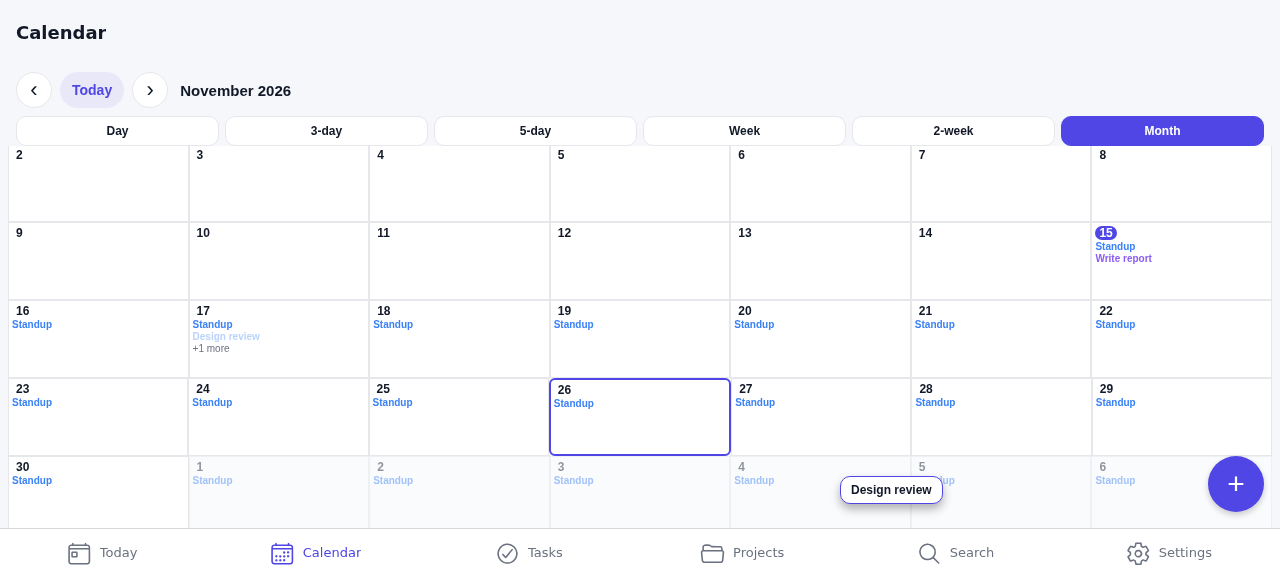 Calendar
‹ Today › November 2026
Day 3-day 5-day Week 2-week Month
2 3 4 5 6 7 8
9 10 11 12 13 14 15
Standup
Write report
16 17 18 19 20 21 22
Standup Standup Standup Standup Standup Standup Standup
Design review
+1 more
23 24 25 26 27 28 29
Standup Standup Standup Standup Standup Standup Standup
30 1 2 3 4 5 6
Standup Standup Standup Standup Standup Standup
Design review
+
Today Calendar Tasks Projects Search Settings